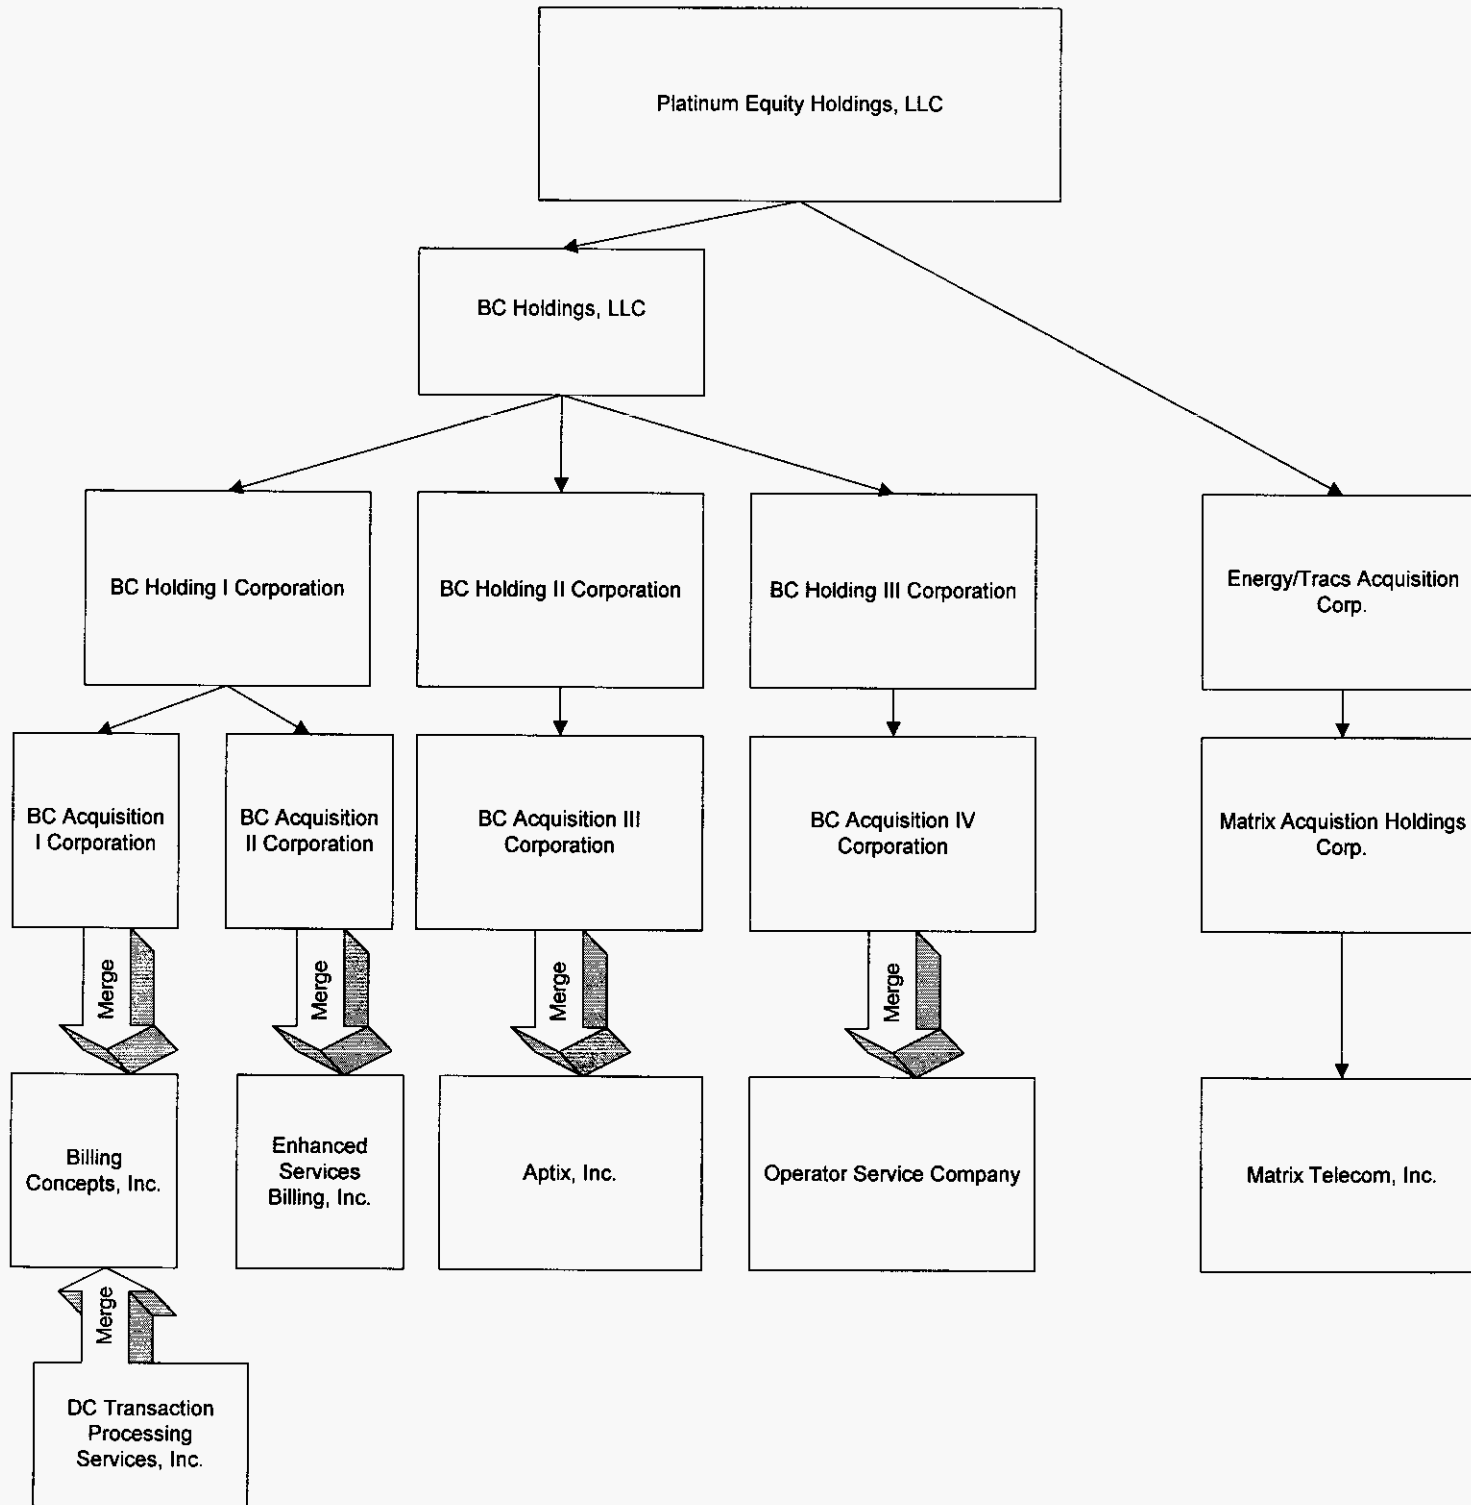 Platinum Equity Holdings, LLC
BC Holdings, LLC
BC Holding I Corporation
BC Holding II Corporation
BC Holding III Corporation
Energy/Tracs Acquisition
Corp.
BC Acquisition
I Corporation
BC Acquisition
II Corporation
BC Acquisition III
Corporation
BC Acquisition IV
Corporation
Matrix Acquistion Holdings
Corp.
Merge
Merge
Merge
Merge
Billing
Concepts, Inc.
Enhanced
Services
Billing, Inc.
Aptix, Inc.
Operator Service Company
Matrix Telecom, Inc.
Merge
DC Transaction
Processing
Services, Inc.